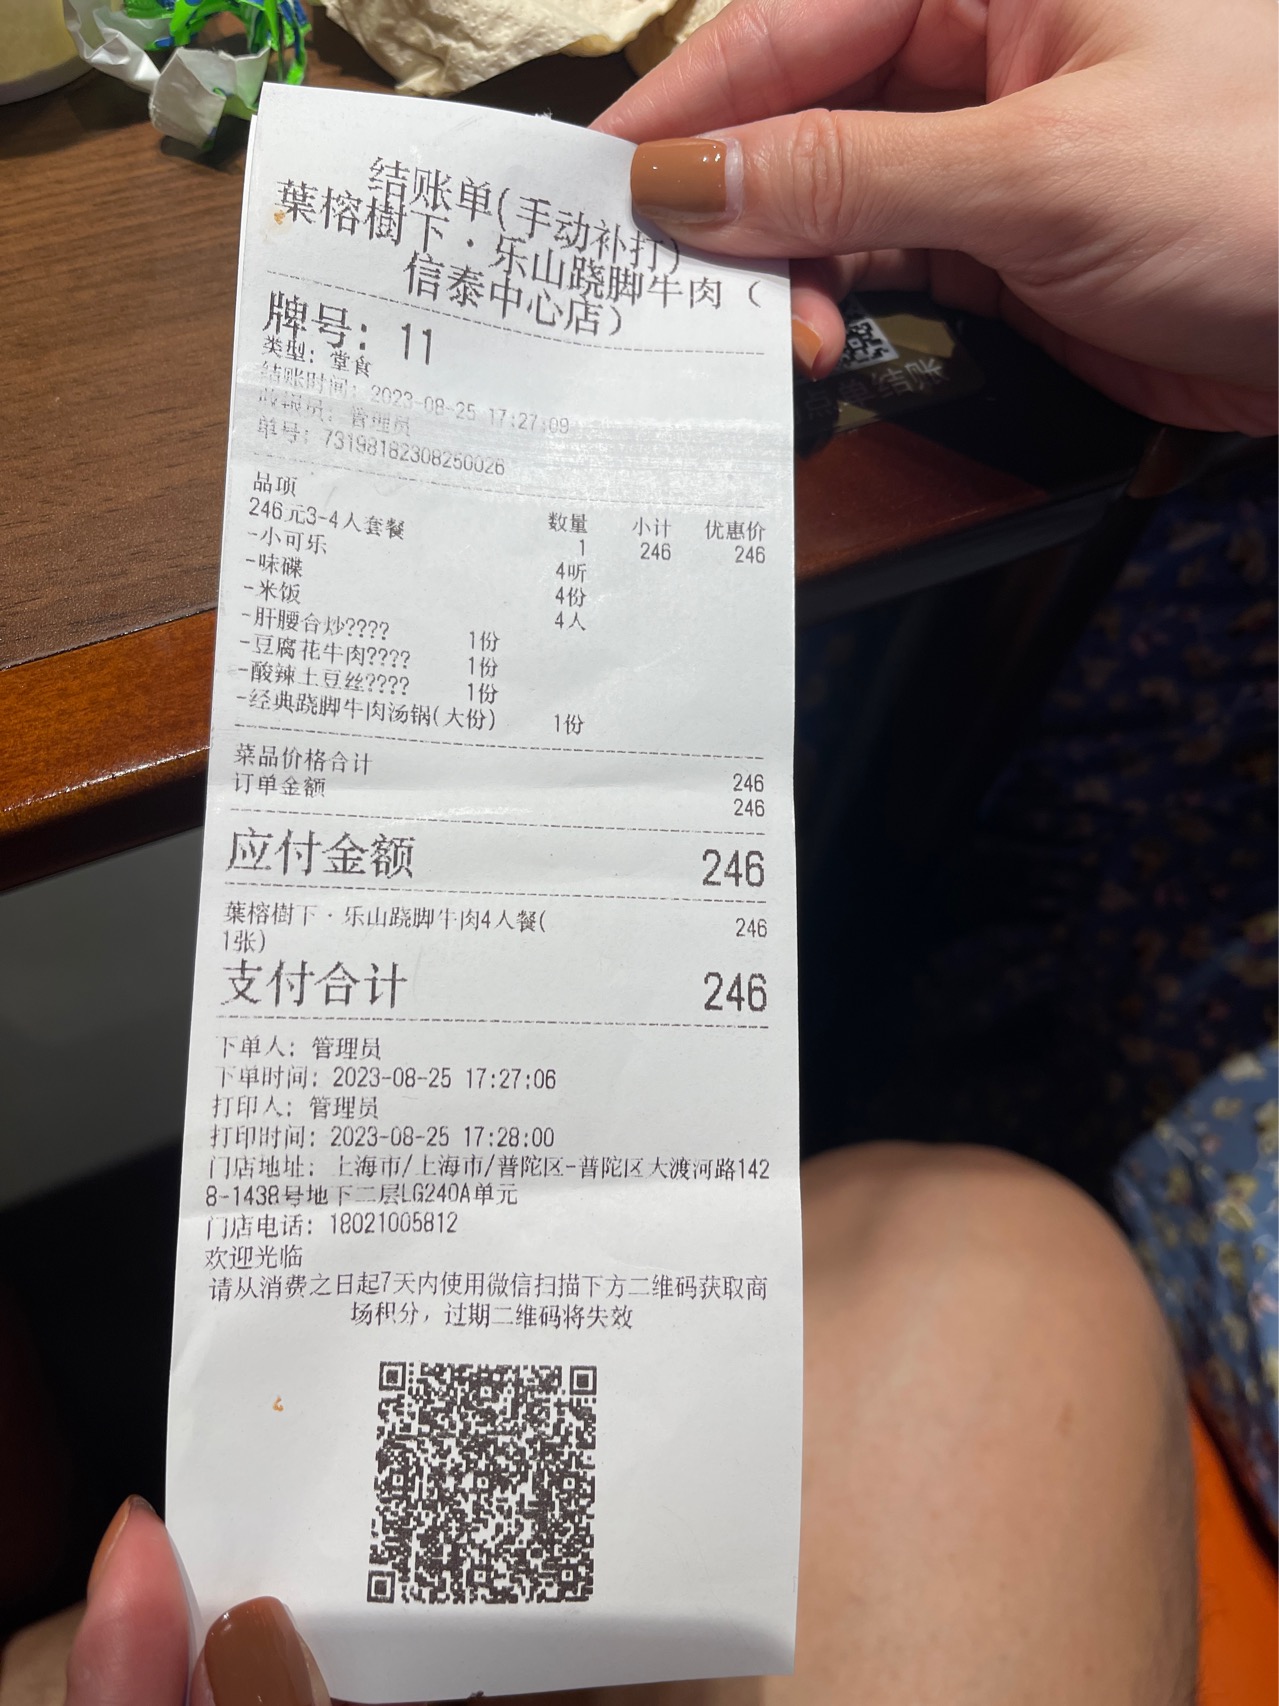 结账单(手动补打)
葉榕樹下·乐山跷脚牛肉（
信泰中心店）
牌号：11
类型：堂食
结账时间：2023-08-25 17:27:09
收银员：管理员
单号：73198182308250026
品项 数量 小计 优惠价
246元3-4人套餐 1 246 246
-小可乐 4听
-味碟 4份
-米饭 4人
-肝腰合炒???? 1份
-豆腐花牛肉???? 1份
-酸辣土豆丝???? 1份
-经典跷脚牛肉汤锅(大份) 1份
菜品价格合计 246
订单金额 246
应付金额 246
葉榕樹下·乐山跷脚牛肉4人餐( 246
1张)
支付合计 246
下单人：管理员
下单时间：2023-08-25 17:27:06
打印人：管理员
打印时间：2023-08-25 17:28:00
门店地址：上海市/上海市/普陀区-普陀区大渡河路142
8-1438号地下二层LG240A单元
门店电话：18021005812
欢迎光临
请从消费之日起7天内使用微信扫描下方二维码获取商
场积分，过期二维码将失效
点单结账